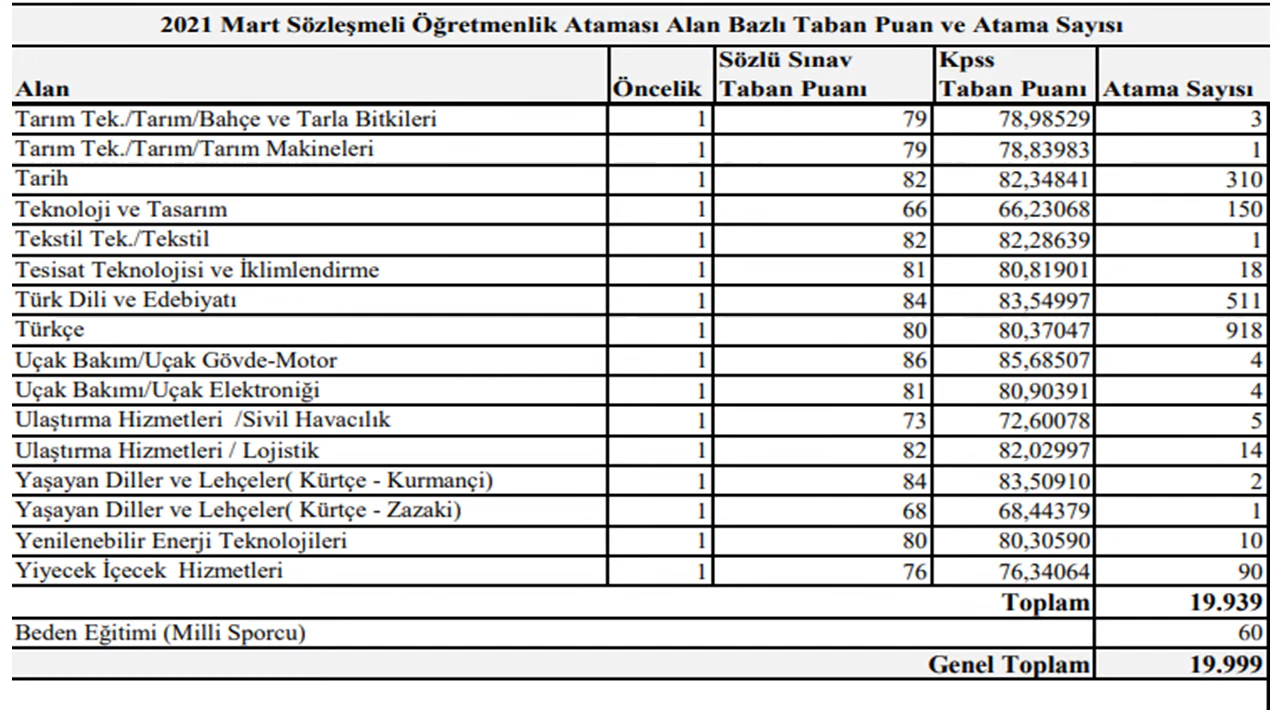 2021 Mart Sözleşmeli Öğretmenlik Ataması Alan Bazlı Taban Puan ve Atama Sayısı
Alan Öncelik Sözlü Sınav Taban Puanı Kpss Taban Puanı Atama Sayısı
Tarım Tek./Tarım/Bahçe ve Tarla Bitkileri 1 79 78,98529 3
Tarım Tek./Tarım/Tarım Makineleri 1 79 78,83983 1
Tarih 1 82 82,34841 310
Teknoloji ve Tasarım 1 66 66,23068 150
Tekstil Tek./Tekstil 1 82 82,28639 1
Tesisat Teknolojisi ve İklimlendirme 1 81 80,81901 18
Türk Dili ve Edebiyatı 1 84 83,54997 511
Türkçe 1 80 80,37047 918
Uçak Bakım/Uçak Gövde-Motor 1 86 85,68507 4
Uçak Bakımı/Uçak Elektroniği 1 81 80,90391 4
Ulaştırma Hizmetleri /Sivil Havacılık 1 73 72,60078 5
Ulaştırma Hizmetleri / Lojistik 1 82 82,02997 14
Yaşayan Diller ve Lehçeler( Kürtçe - Kurmançi) 1 84 83,50910 2
Yaşayan Diller ve Lehçeler( Kürtçe - Zazaki) 1 68 68,44379 1
Yenilenebilir Enerji Teknolojileri 1 80 80,30590 10
Yiyecek İçecek Hizmetleri 1 76 76,34064 90
Toplam 19.939
Beden Eğitimi (Milli Sporcu) 60
Genel Toplam 19.999